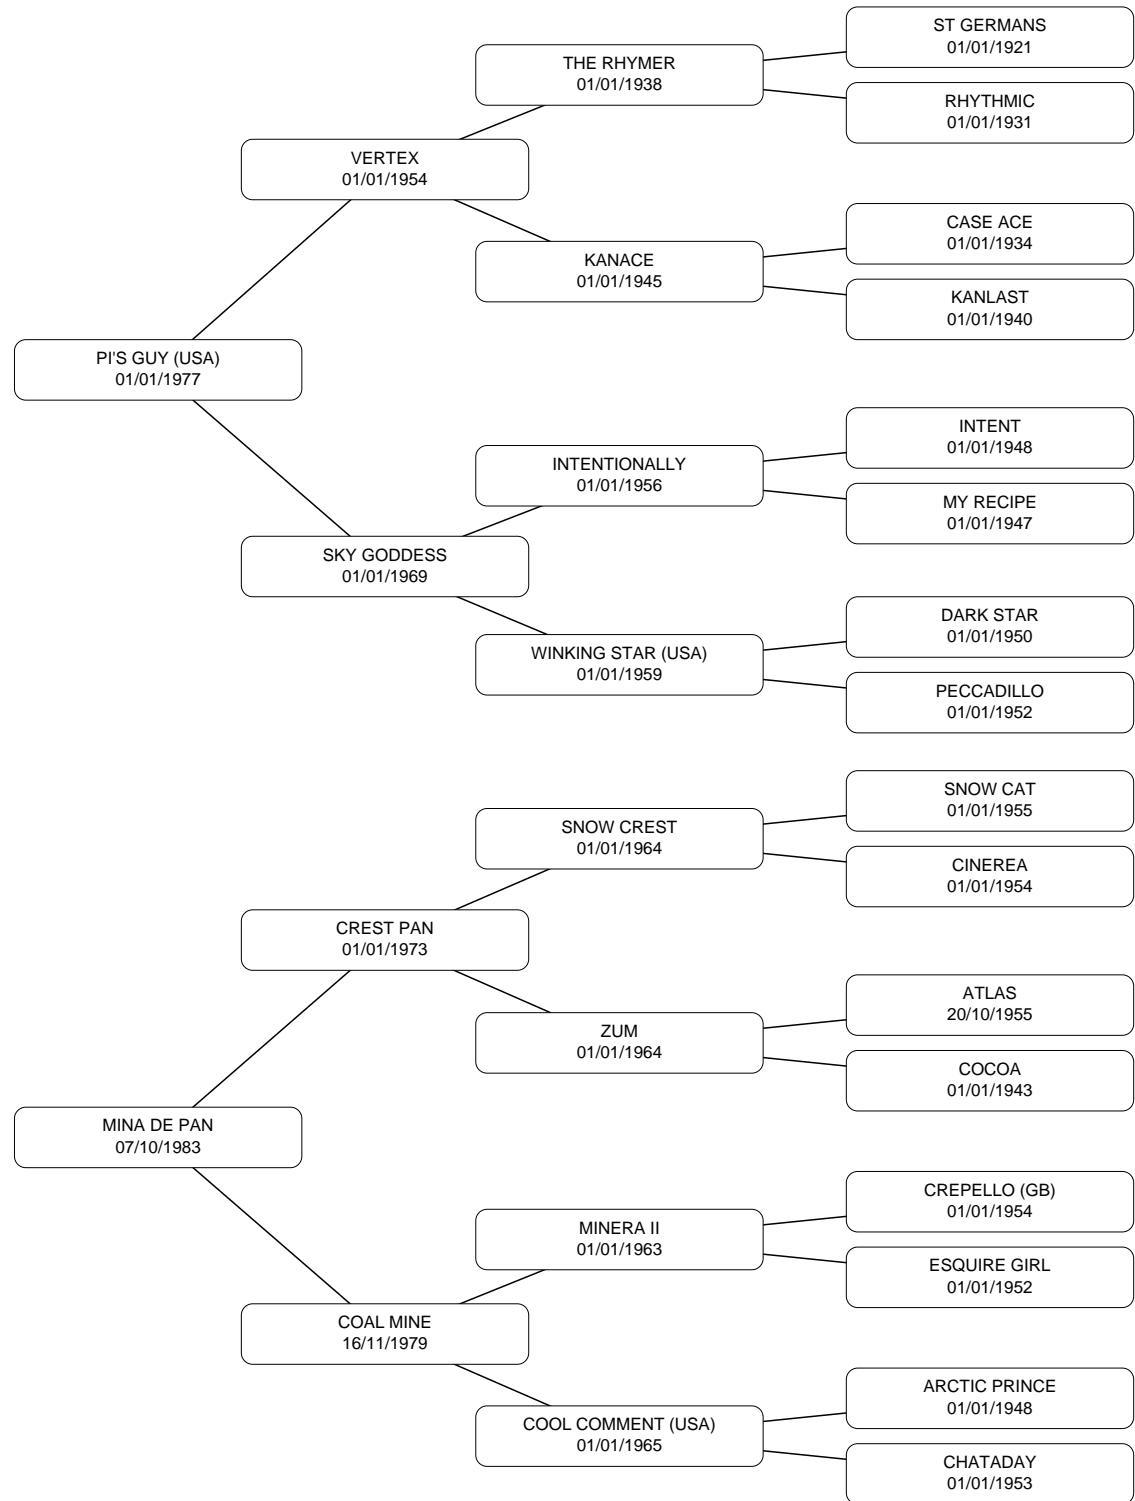 ST GERMANS
01/01/1921
THE RHYMER
01/01/1938
RHYTHMIC
01/01/1931
VERTEX
01/01/1954
CASE ACE
01/01/1934
KANACE
01/01/1945
KANLAST
01/01/1940
PI'S GUY (USA)
01/01/1977
INTENT
01/01/1948
INTENTIONALLY
01/01/1956
MY RECIPE
01/01/1947
SKY GODDESS
01/01/1969
DARK STAR
01/01/1950
WINKING STAR (USA)
01/01/1959
PECCADILLO
01/01/1952
SNOW CAT
01/01/1955
SNOW CREST
01/01/1964
CINEREA
01/01/1954
CREST PAN
01/01/1973
ATLAS
20/10/1955
ZUM
01/01/1964
COCOA
01/01/1943
MINA DE PAN
07/10/1983
CREPELLO (GB)
01/01/1954
MINERA II
01/01/1963
ESQUIRE GIRL
01/01/1952
COAL MINE
16/11/1979
ARCTIC PRINCE
01/01/1948
COOL COMMENT (USA)
01/01/1965
CHATADAY
01/01/1953